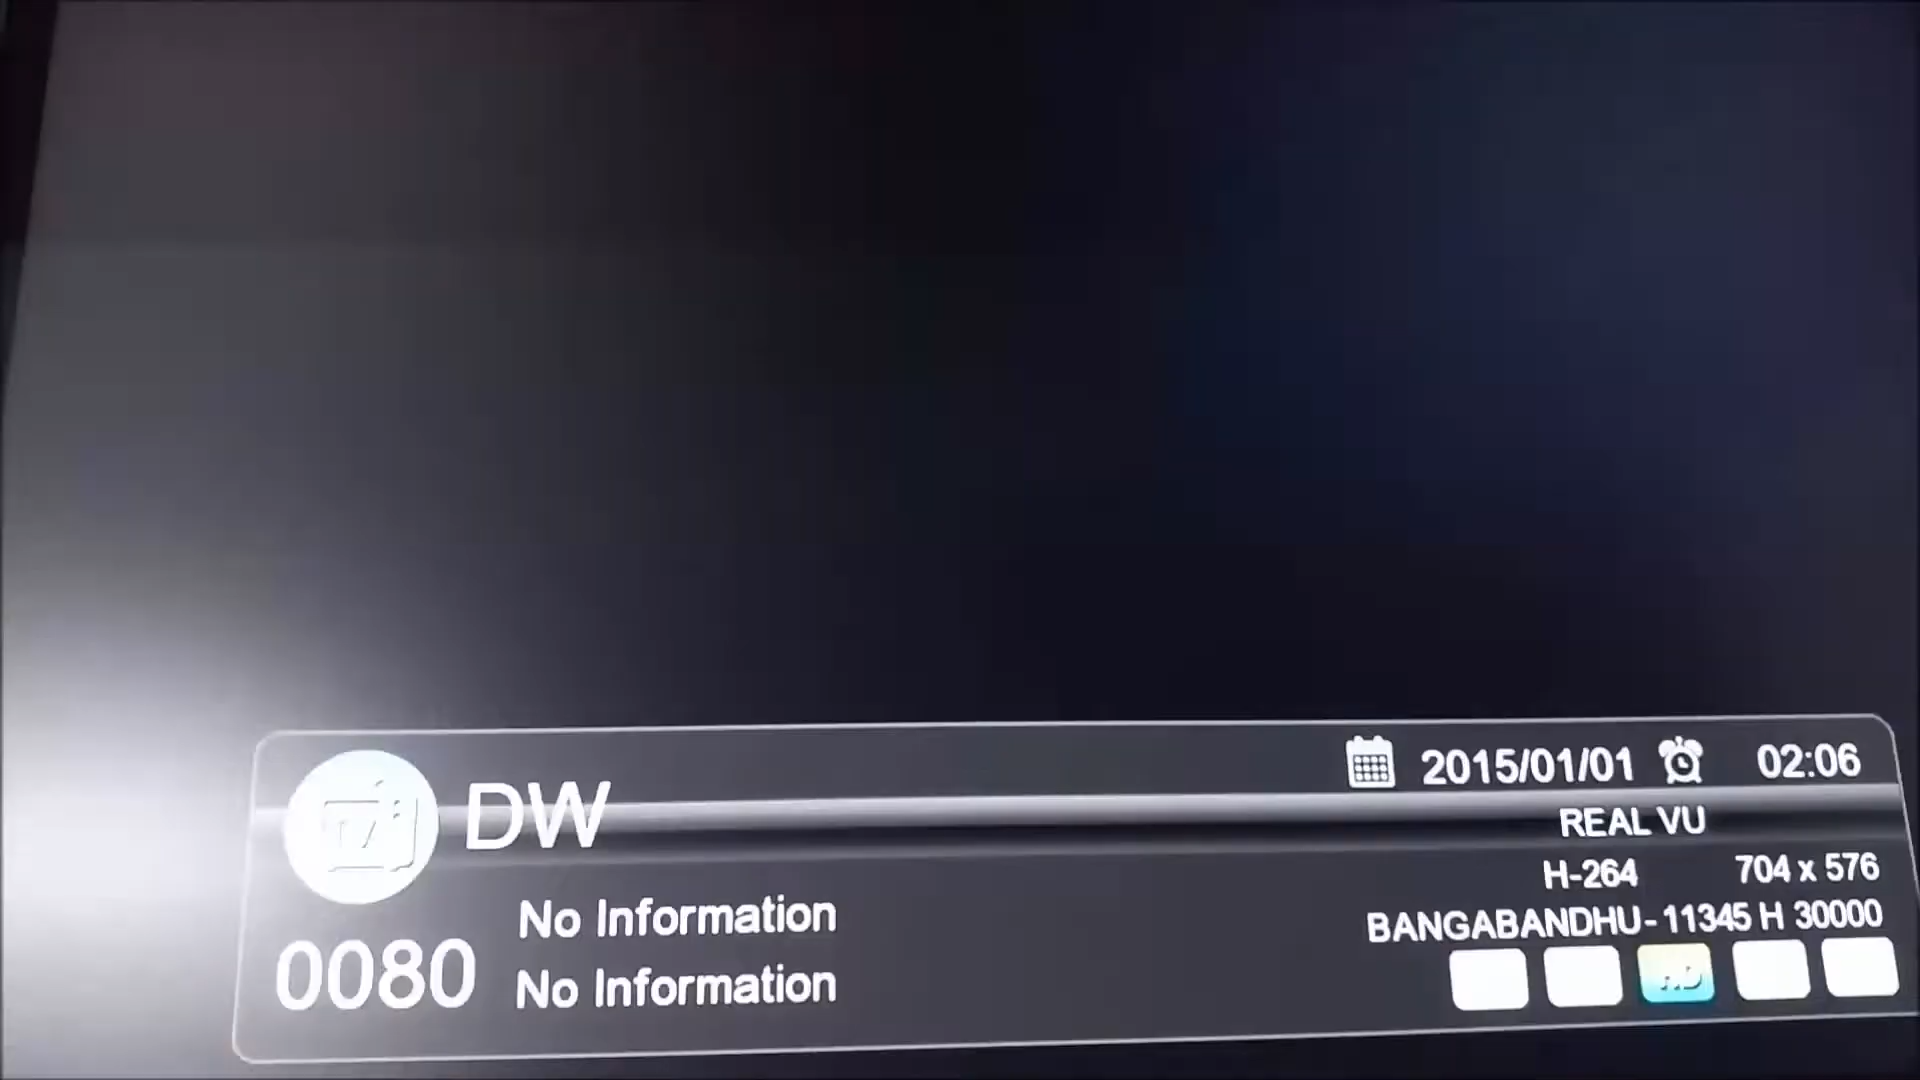 2015/01/01 02:06
DW
REAL VU
H-264 704 x 576
No Information
BANGABANDHU-11345 H 30000
0080
No Information